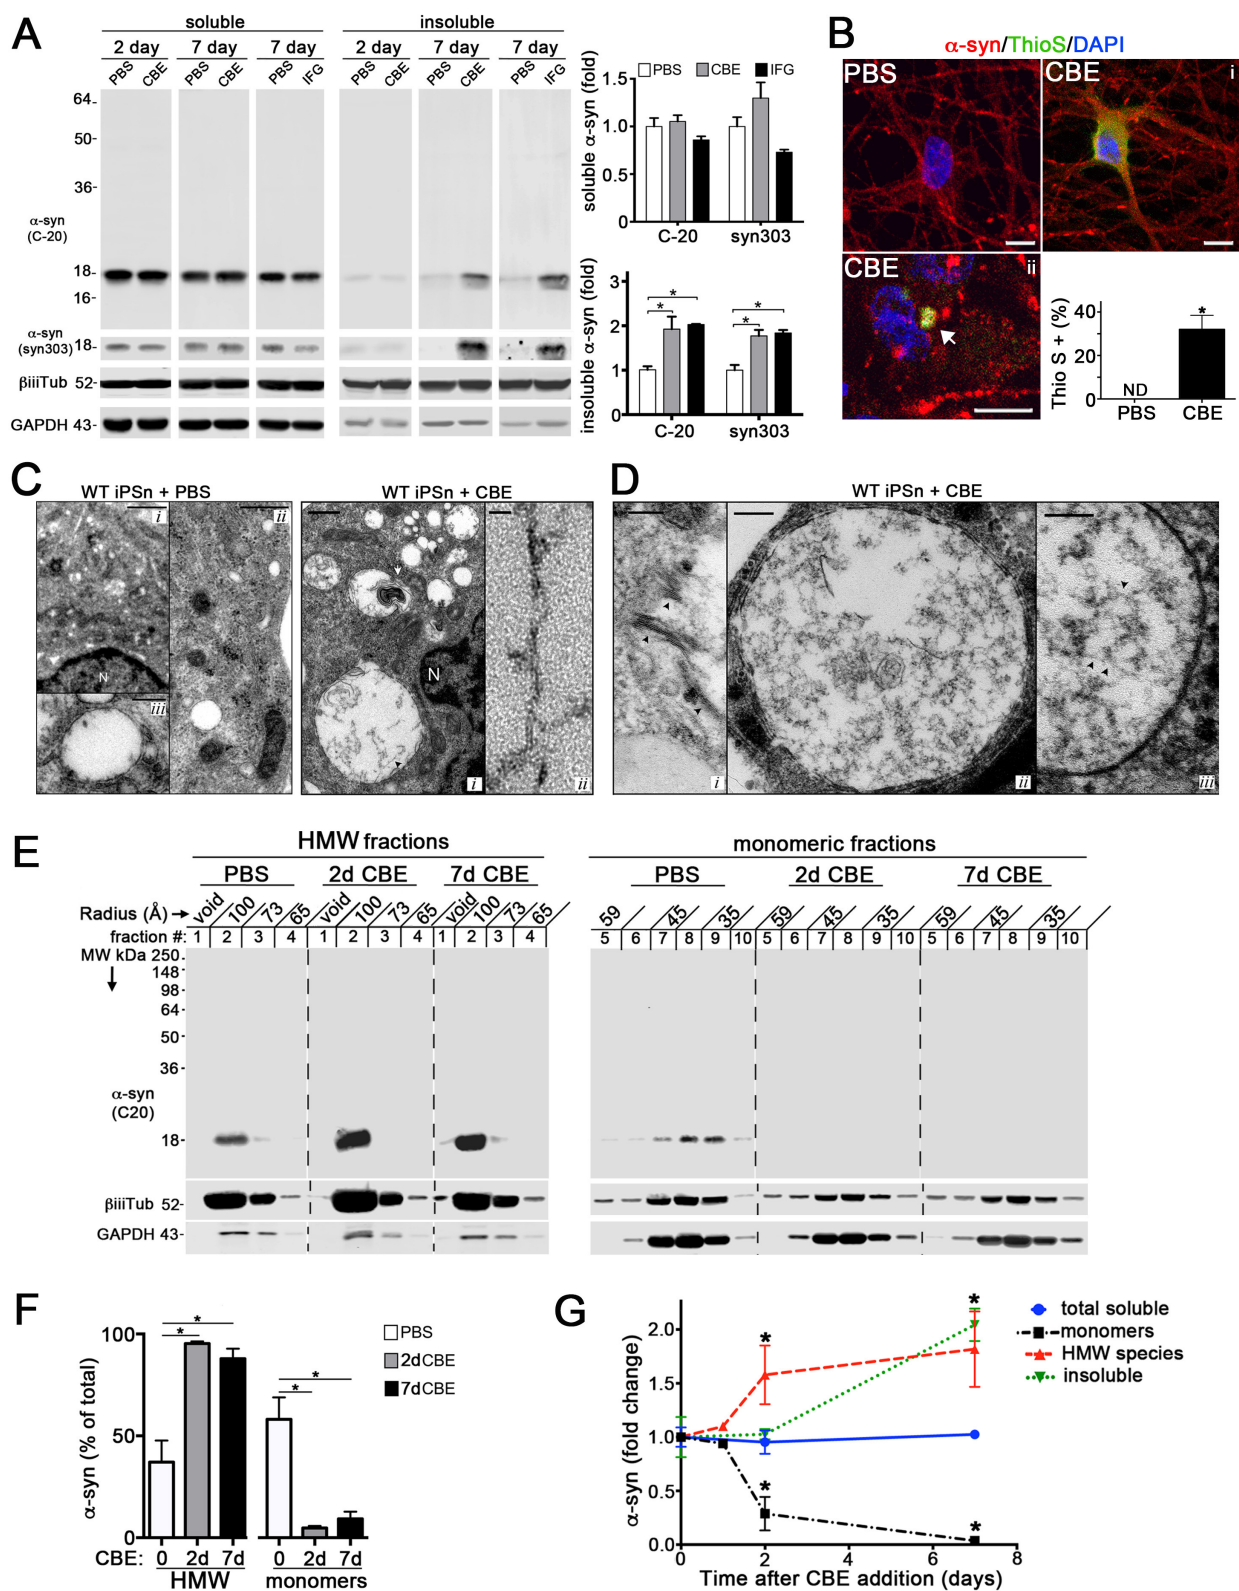 A
soluble
insoluble
2 day
7 day
7 day
2 day
7 day
7 day
PBS
CBE
PBS
CBE
PBS
IFG
PBS
CBE
PBS
CBE
PBS
IFG
64
50
36
α-syn
(C-20)
18
16
α-syn
(syn303)
18
βiiiTub 52
GAPDH 43
PBS CBE IFG
soluble α-syn (fold)
1.5
1.0
0.5
0
C-20 syn303
insoluble α-syn (fold)
3
2
1
0
* * * *
C-20 syn303
B
α-syn/ThioS/DAPI
PBS
CBE
i
CBE
ii
Thio S + (%)
40
20
0
ND
*
PBS CBE
C
WT iPSn + PBS
WT iPSn + CBE
i
ii
iii
N
N
i
ii
D
WT iPSn + CBE
i
ii
iii
E
HMW fractions
monomeric fractions
PBS 2d CBE 7d CBE
PBS 2d CBE 7d CBE
Radius (Å)
void 100 73 65 void 100 73 65 void 100 73 65
59 45 35 59 45 35 59 45 35
fraction #: 1 2 3 4 1 2 3 4 1 2 3 4
5 6 7 8 9 10 5 6 7 8 9 10 5 6 7 8 9 10
MW kDa 250
148
98
64
50
36
α-syn
(C20)
18
βiiiTub 52
GAPDH 43
F
α-syn (% of total)
100
50
0
* * * *
PBS
2dCBE
7dCBE
CBE: 0 2d 7d 0 2d 7d
HMW monomers
G
α-syn (fold change)
2.0
1.5
1.0
0.5
0.0
* * * *
0 2 4 6 8
Time after CBE addition (days)
total soluble
monomers
HMW species
insoluble